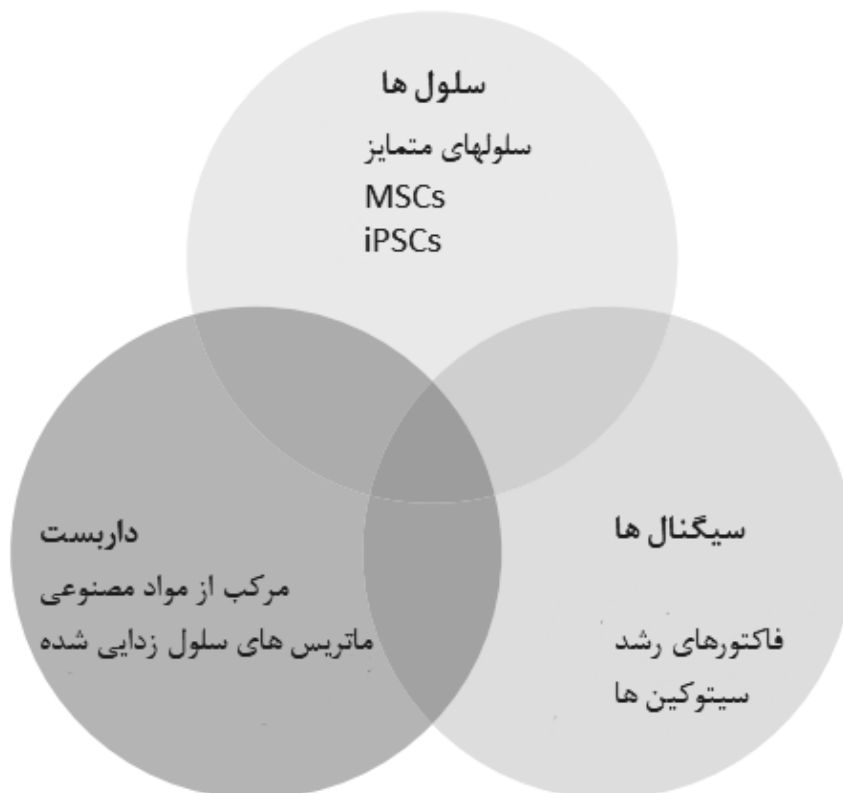 سلول ها
سلولهای متمایز
MSCs
iPSCs
داربست
مرکب از مواد مصنوعی
ماتریس های سلول زدایی شده
سیگنال ها
فاکتورهای رشد
سیتوکین ها